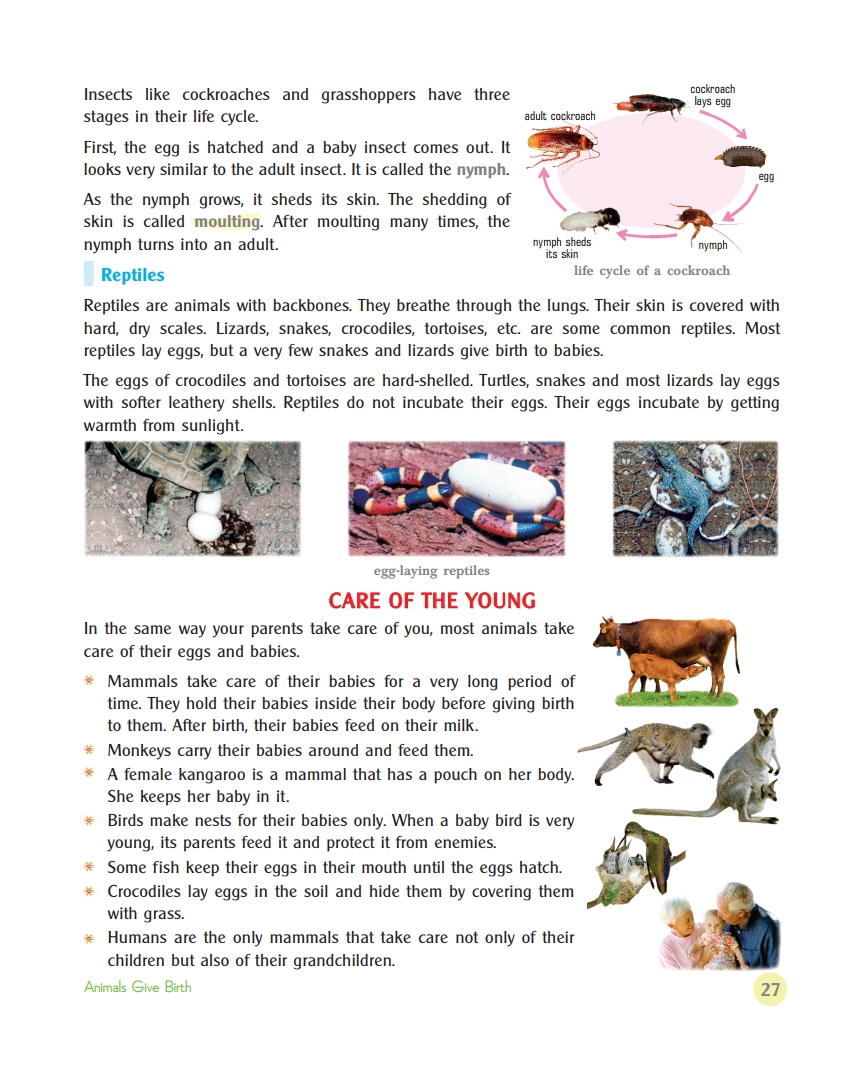 Insects like cockroaches and grasshoppers have three
stages in their life cycle.
First, the egg is hatched and a baby insect comes out. It
looks very similar to the adult insect. It is called the nymph.
As the nymph grows, it sheds its skin. The shedding of
skin is called moulting. After moulting many times, the
nymph turns into an adult.
cockroach
lays egg
adult cockroach
egg
nymph
nymph sheds
its skin
life cycle of a cockroach
Reptiles
Reptiles are animals with backbones. They breathe through the lungs. Their skin is covered with
hard, dry scales. Lizards, snakes, crocodiles, tortoises, etc. are some common reptiles. Most
reptiles lay eggs, but a very few snakes and lizards give birth to babies.
The eggs of crocodiles and tortoises are hard-shelled. Turtles, snakes and most lizards lay eggs
with softer leathery shells. Reptiles do not incubate their eggs. Their eggs incubate by getting
warmth from sunlight.
egg-laying reptiles
CARE OF THE YOUNG
In the same way your parents take care of you, most animals take
care of their eggs and babies.
Mammals take care of their babies for a very long period of
time. They hold their babies inside their body before giving birth
to them. After birth, their babies feed on their milk.
Monkeys carry their babies around and feed them.
A female kangaroo is a mammal that has a pouch on her body.
She keeps her baby in it.
Birds make nests for their babies only. When a baby bird is very
young, its parents feed it and protect it from enemies.
Some fish keep their eggs in their mouth until the eggs hatch.
Crocodiles lay eggs in the soil and hide them by covering them
with grass.
Humans are the only mammals that take care not only of their
children but also of their grandchildren.
Animals Give Birth
27